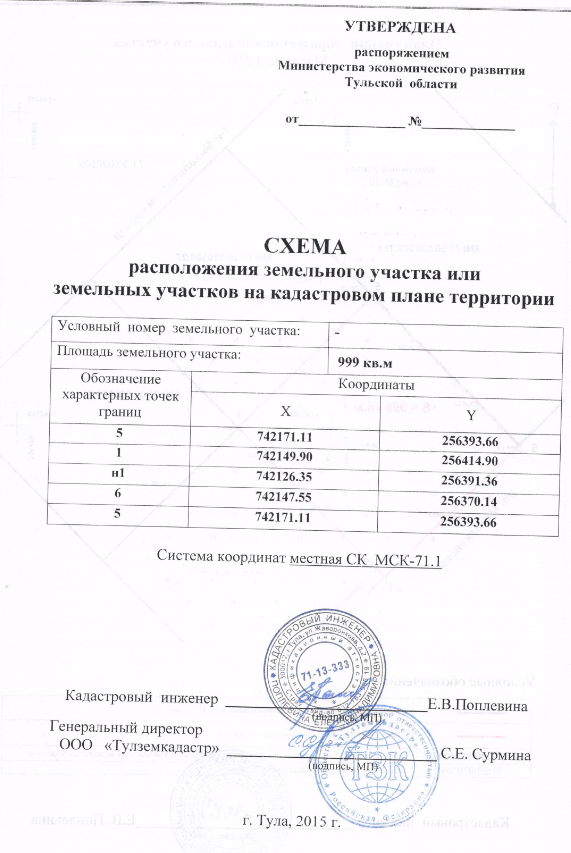 УТВЕРЖДЕНА
распоряжением
Министерства экономического развития
Тульской области
от_______________ №_____________
СХЕМА
расположения земельного участка или
земельных участков на кадастровом плане территории
Условный номер земельного участка: -
Площадь земельного участка: 999 кв.м
Обозначение характерных точек границ
Координаты
X Y
5 742171.11 256393.66
1 742149.90 256414.90
н1 742126.35 256391.36
6 742147.55 256370.14
5 742171.11 256393.66
Система координат местная СК МСК-71.1
КАДАСТРОВЫЙ ИНЖЕНЕР
71-13-333
Кадастровый инженер ____________________Е.В.Поплевина
(подпись, МП)
Генеральный директор
ООО «Тулземкадастр» ____________________ С.Е. Сурмина
(подпись, МП)
ТЗК
Российская Федерация
г. Тула, 2015 г.